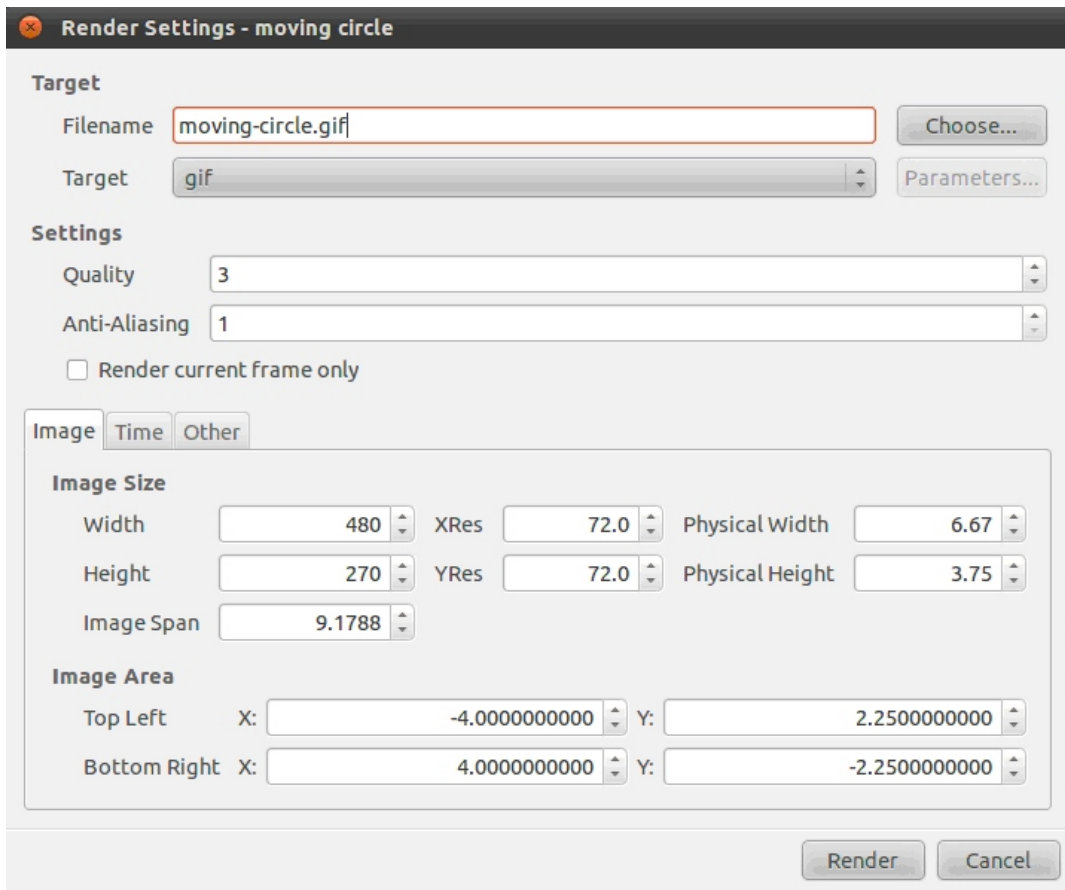 Render Settings - moving circle
Target
Filename moving-circle.gif Choose...
Target gif Parameters...
Settings
Quality 3
Anti-Aliasing 1
Render current frame only
Image Time Other
Image Size
Width 480 XRes 72.0 Physical Width 6.67
Height 270 YRes 72.0 Physical Height 3.75
Image Span 9.1788
Image Area
Top Left X: -4.0000000000 Y: 2.2500000000
Bottom Right X: 4.0000000000 Y: -2.2500000000
Render Cancel